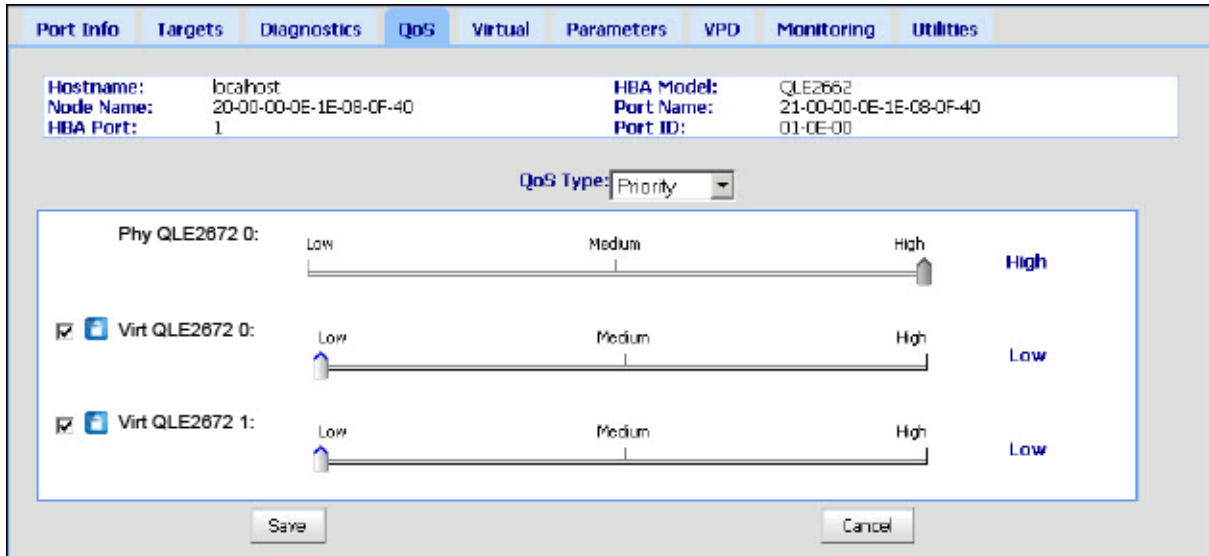 Port Info Targets Diagnostics QoS Virtual Parameters VPD Monitoring Utilities
Hostname: localhost HBA Model: QLE2662
Node Name: 20-00-00-0E-1E-08-0F-40 Port Name: 21-00-00-0E-1E-08-0F-40
HBA Port: 1 Port ID: 01-0E-00
QoS Type: Priority
Phy QLE2672 0: Low Medium High High
Virt QLE2672 0: Low Medium High Low
Virt QLE2672 1: Low Medium High Low
Save Cancel